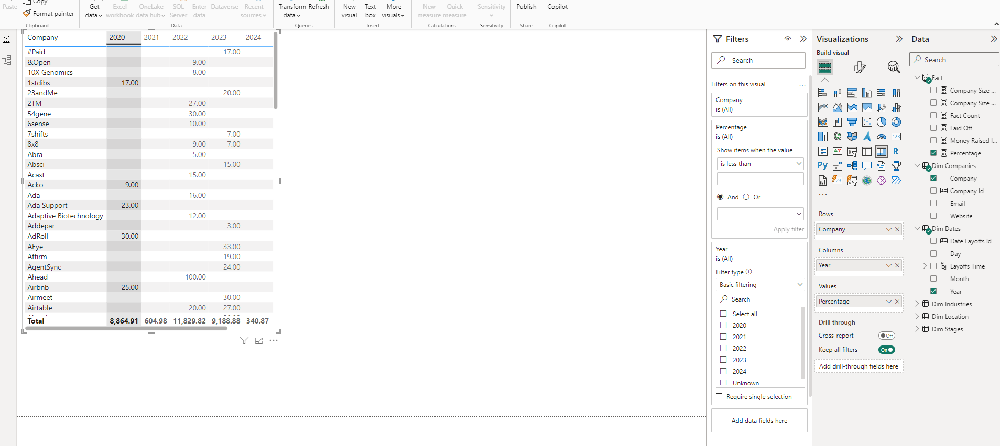 Paste
Copy
Format painter
Clipboard
Get data
Excel workbook
OneLake data hub
SQL Server
Enter data
Dataverse
Recent sources
Data
Transform data
Refresh
Queries
New visual
Text box
More visuals
Insert
New measure
Quick measure
Calculations
Sensitivity
Sensitivity
Publish
Share
Copilot
Copilot
Company 2020 2021 2022 2023 2024
#Paid 17.00
&Open 9.00
10X Genomics 8.00
1stdibs 17.00
23andMe 20.00
2TM 27.00
54gene 30.00
6sense 10.00
7shifts 7.00
8x8 9.00 7.00
Abra 5.00
Absci 15.00
Acast 15.00
Acko 9.00
Ada 16.00
Ada Support 23.00
Adaptive Biotechnology 12.00
Addepar 3.00
AdRoll 30.00
AEye 33.00
Affirm 19.00
AgentSync 24.00
Ahead 100.00
Airbnb 25.00
Airmeet 30.00
Airtable 20.00 27.00
Total 8,864.91 604.98 11,829.82 9,188.88 340.87
Filters
Search
Filters on this visual ...
Company
is (All)
Percentage
is (All)
Show items when the value
is less than
And Or
Apply filter
Year
is (All)
Filter type
Basic filtering
Search
Select all
2020
2021
2022
2023
2024
Unknown
Require single selection
Add data fields here
Visualizations
Build visual
123
R
Py
123
...
Rows
Company
Columns
Year
Values
Percentage
Drill through
Cross-report Off
Keep all filters On
Add drill-through fields here
Data
Search
Fact
Company Size ...
Company Size ...
Fact Count
Laid Off
Money Raised I...
Percentage
Dim Companies
Company
Company Id
Email
Website
Dim Dates
Date Layoffs Id
Day
Layoffs Time
Month
Year
Dim Industries
Dim Location
Dim Stages